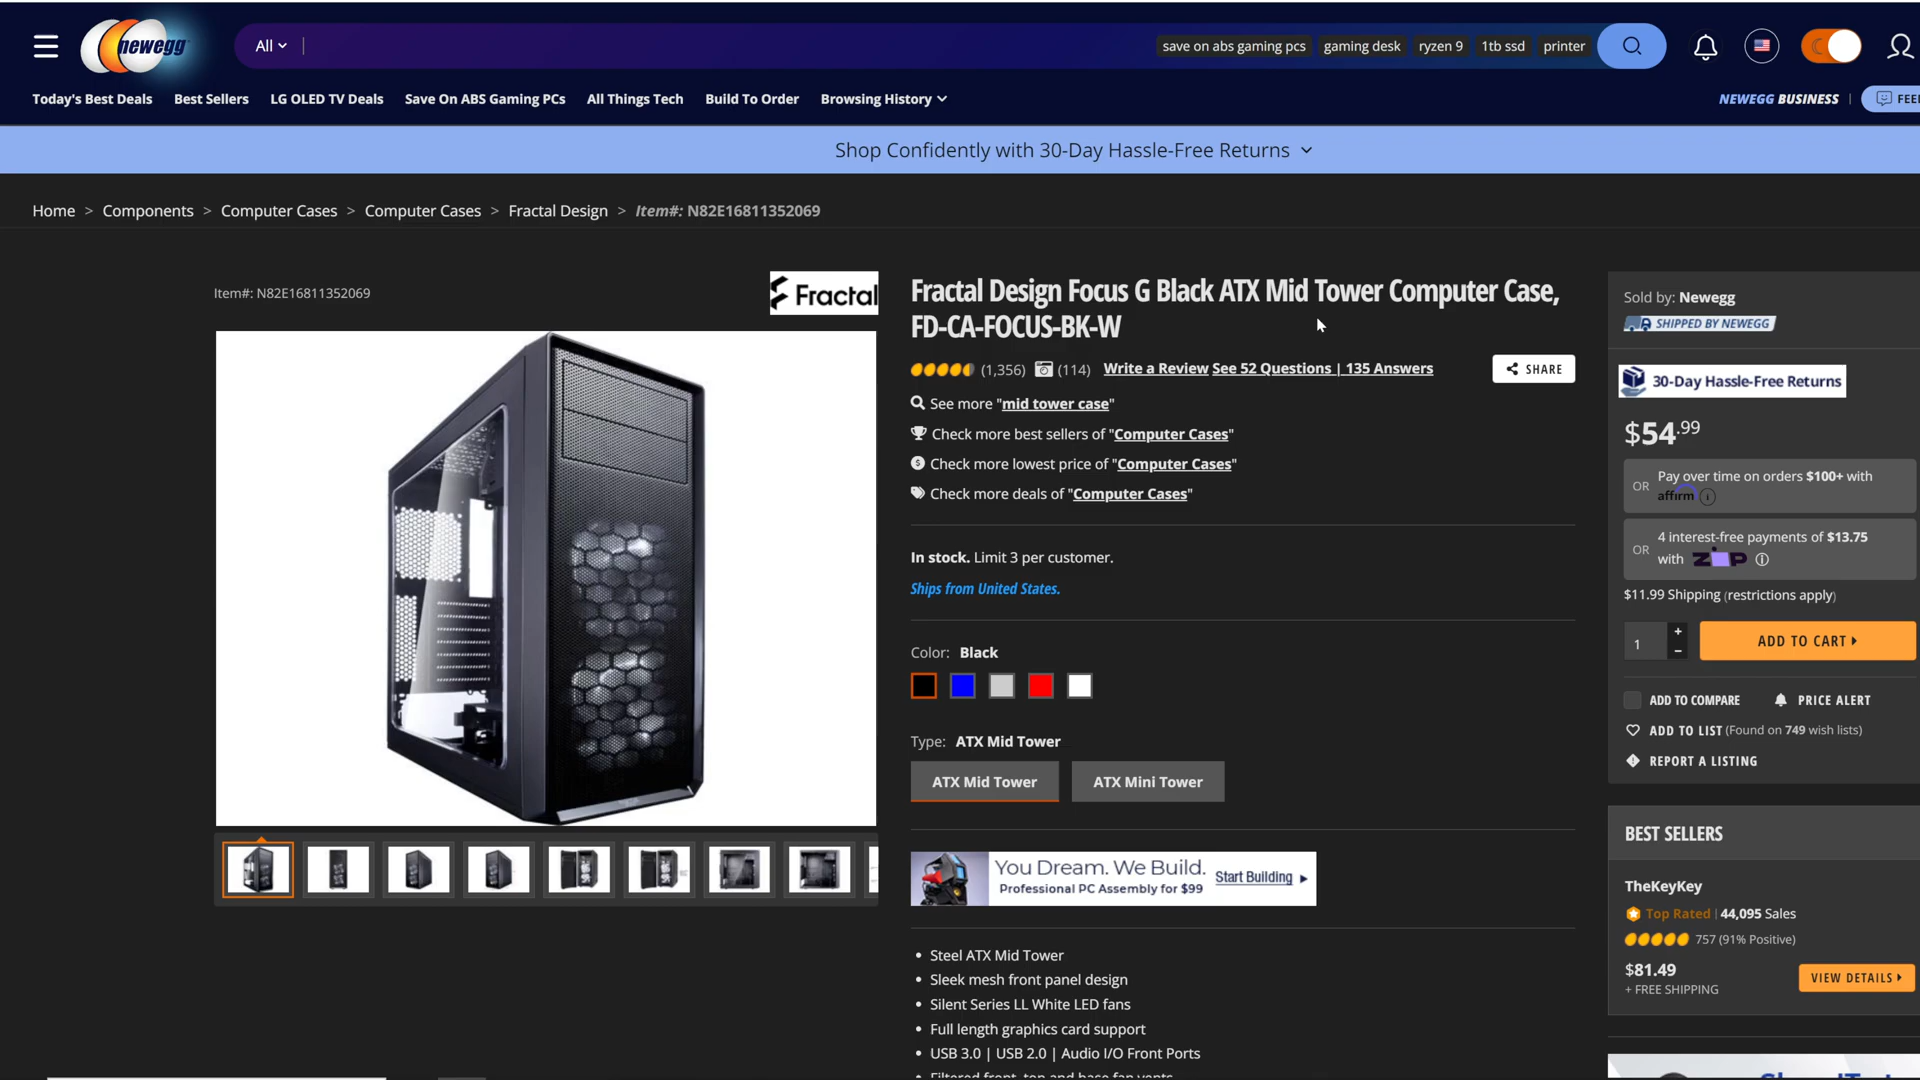 newegg
All
save on abs gaming pcs
gaming desk
ryzen 9
1tb ssd
printer
Today's Best Deals
Best Sellers
LG OLED TV Deals
Save On ABS Gaming PCs
All Things Tech
Build To Order
Browsing History
NEWEGG BUSINESS
FEE
Shop Confidently with 30-Day Hassle-Free Returns
Home > Components > Computer Cases > Computer Cases > Fractal Design > Item#: N82E16811352069
Item#: N82E16811352069
Fractal
Fractal Design Focus G Black ATX Mid Tower Computer Case,
FD-CA-FOCUS-BK-W
(1,356) (114) Write a Review See 52 Questions | 135 Answers
SHARE
See more "mid tower case"
Check more best sellers of "Computer Cases"
Check more lowest price of "Computer Cases"
Check more deals of "Computer Cases"
In stock. Limit 3 per customer.
Ships from United States.
Color: Black
Type: ATX Mid Tower
ATX Mid Tower
ATX Mini Tower
You Dream. We Build.
Professional PC Assembly for $99
Start Building
• Steel ATX Mid Tower
• Sleek mesh front panel design
• Silent Series LL White LED fans
• Full length graphics card support
• USB 3.0 | USB 2.0 | Audio I/O Front Ports
• Filtered front, top and base fan vents
Sold by: Newegg
SHIPPED BY NEWEGG
30-Day Hassle-Free Returns
$54.99
OR Pay over time on orders $100+ with
affirm
OR 4 interest-free payments of $13.75
with ZIP
$11.99 Shipping (restrictions apply)
1 + -
ADD TO CART
ADD TO COMPARE
PRICE ALERT
ADD TO LIST (Found on 749 wish lists)
REPORT A LISTING
BEST SELLERS
TheKeyKey
Top Rated | 44,095 Sales
757 (91% Positive)
$81.49
+ FREE SHIPPING
VIEW DETAILS